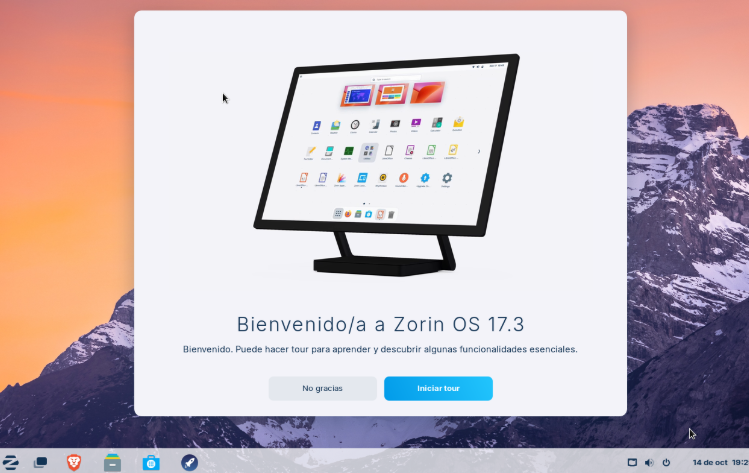 Bienvenido/a a Zorin OS 17.3
Bienvenido. Puede hacer tour para aprender y descubrir algunas funcionalidades esenciales.
No gracias
Iniciar tour
14 de oct 19:2